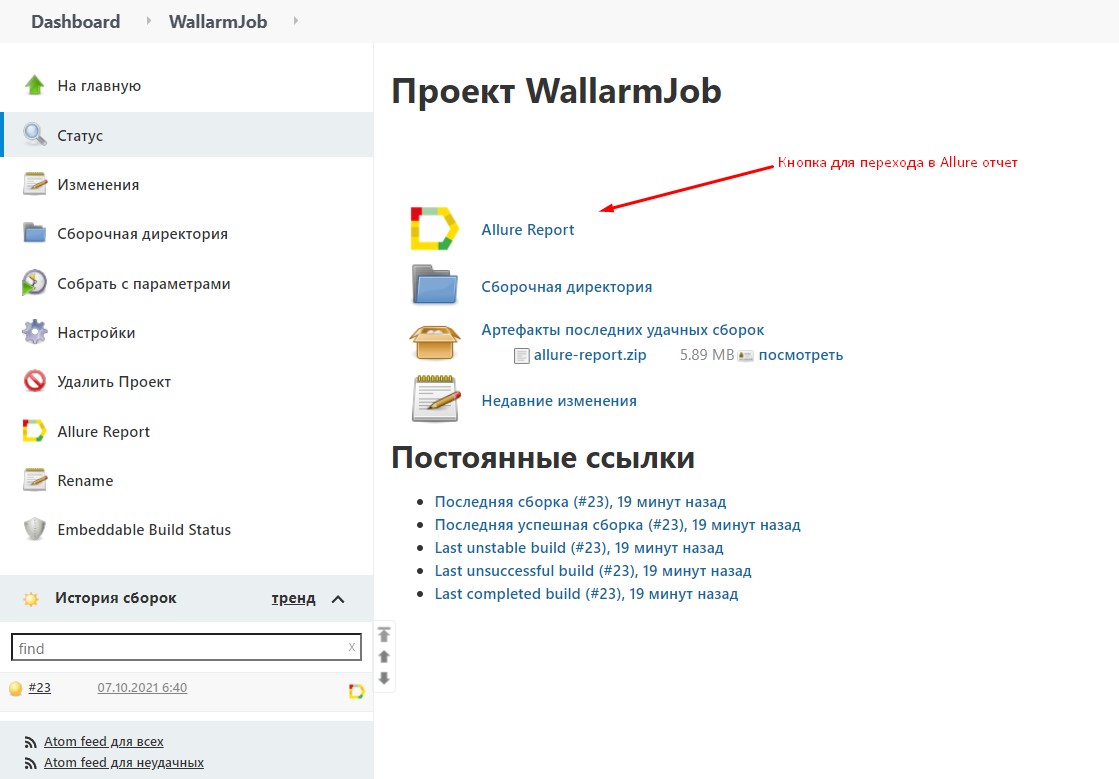 Dashboard WallarmJob
На главную
Статус
Изменения
Сборочная директория
Собрать с параметрами
Настройки
Удалить Проект
Allure Report
Rename
Embeddable Build Status
История сборок тренд
find x
#23 07.10.2021 6:40
Atom feed для всех
Atom feed для неудачных
Проект WallarmJob
Кнопка для перехода в Allure отчет
Allure Report
Сборочная директория
Артефакты последних удачных сборок
allure-report.zip 5.89 MB посмотреть
Недавние изменения
Постоянные ссылки
Последняя сборка (#23), 19 минут назад
Последняя успешная сборка (#23), 19 минут назад
Last unstable build (#23), 19 минут назад
Last unsuccessful build (#23), 19 минут назад
Last completed build (#23), 19 минут назад